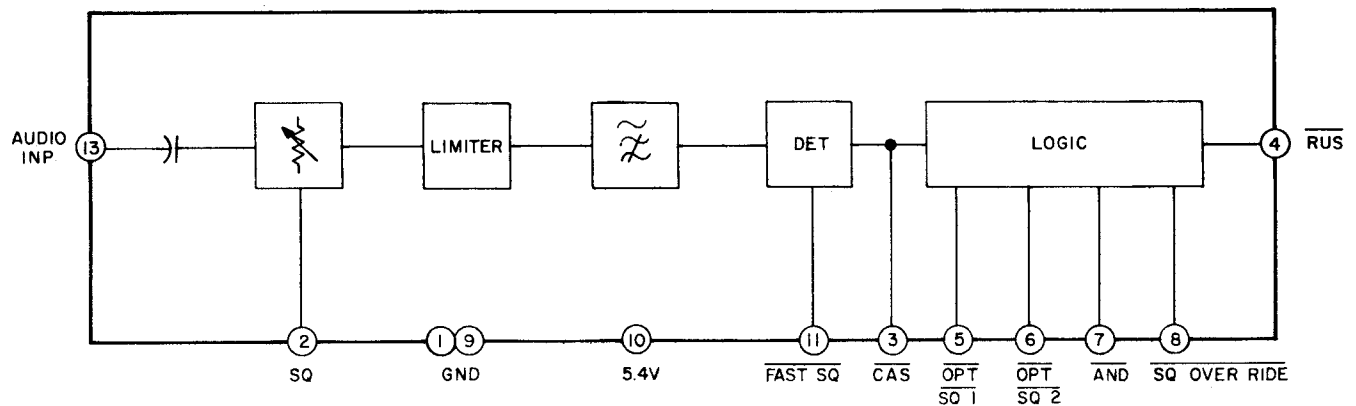 AUDIO
INP.
13
LIMITER
DET
LOGIC
4
RUS
2
1
9
10
11
3
5
6
7
8
SQ
GND
5.4V
FAST SQ
CAS
OPT
SQ 1
OPT
SQ 2
AND
SQ OVER RIDE